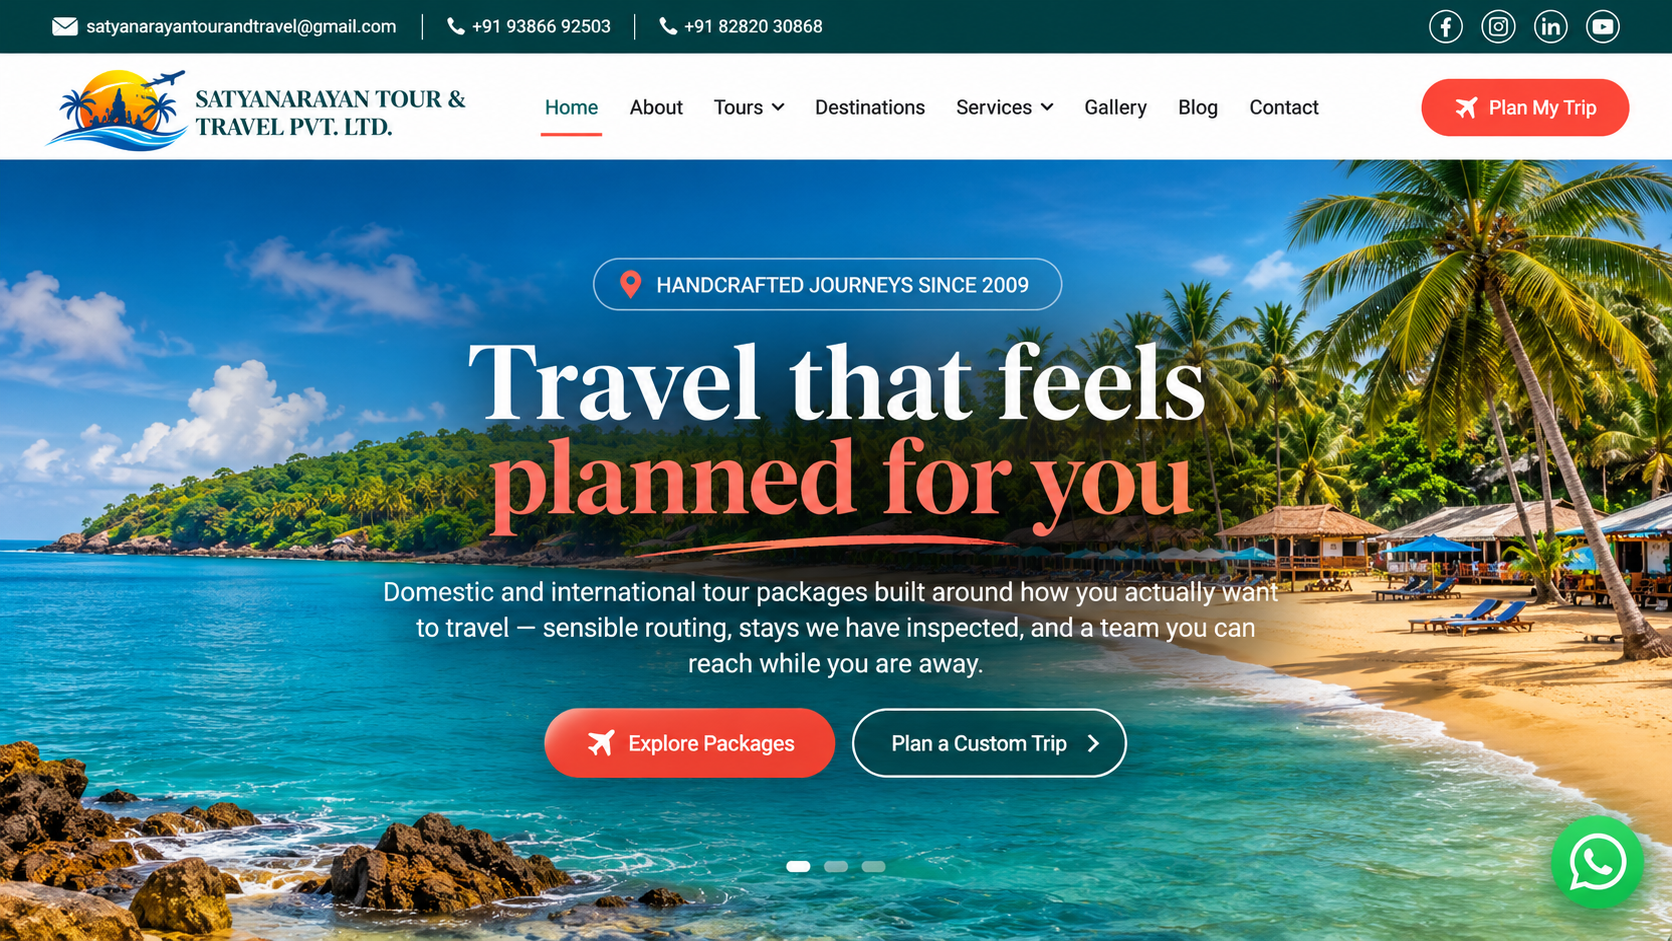 satyanarayantourandtravel@gmail.com
+91 93866 92503
+91 82820 30868
SATYANARAYAN TOUR &
TRAVEL PVT. LTD.
Home
About
Tours
Destinations
Services
Gallery
Blog
Contact
Plan My Trip
HANDCRAFTED JOURNEYS SINCE 2009
Travel that feels
planned for you
Domestic and international tour packages built around how you actually want
to travel — sensible routing, stays we have inspected, and a team you can
reach while you are away.
Explore Packages
Plan a Custom Trip